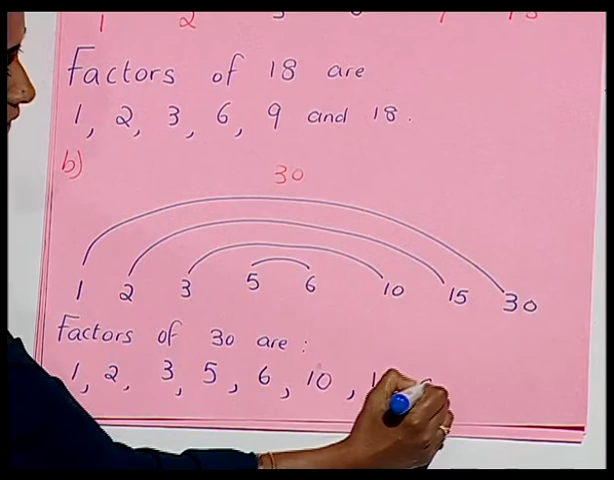 Factors of 18 are
1, 2, 3, 6, 9 and 18.
b)
30
1 2 3 5 6 10 15 30
Factors of 30 are:
1, 2, 3, 5, 6, 10,